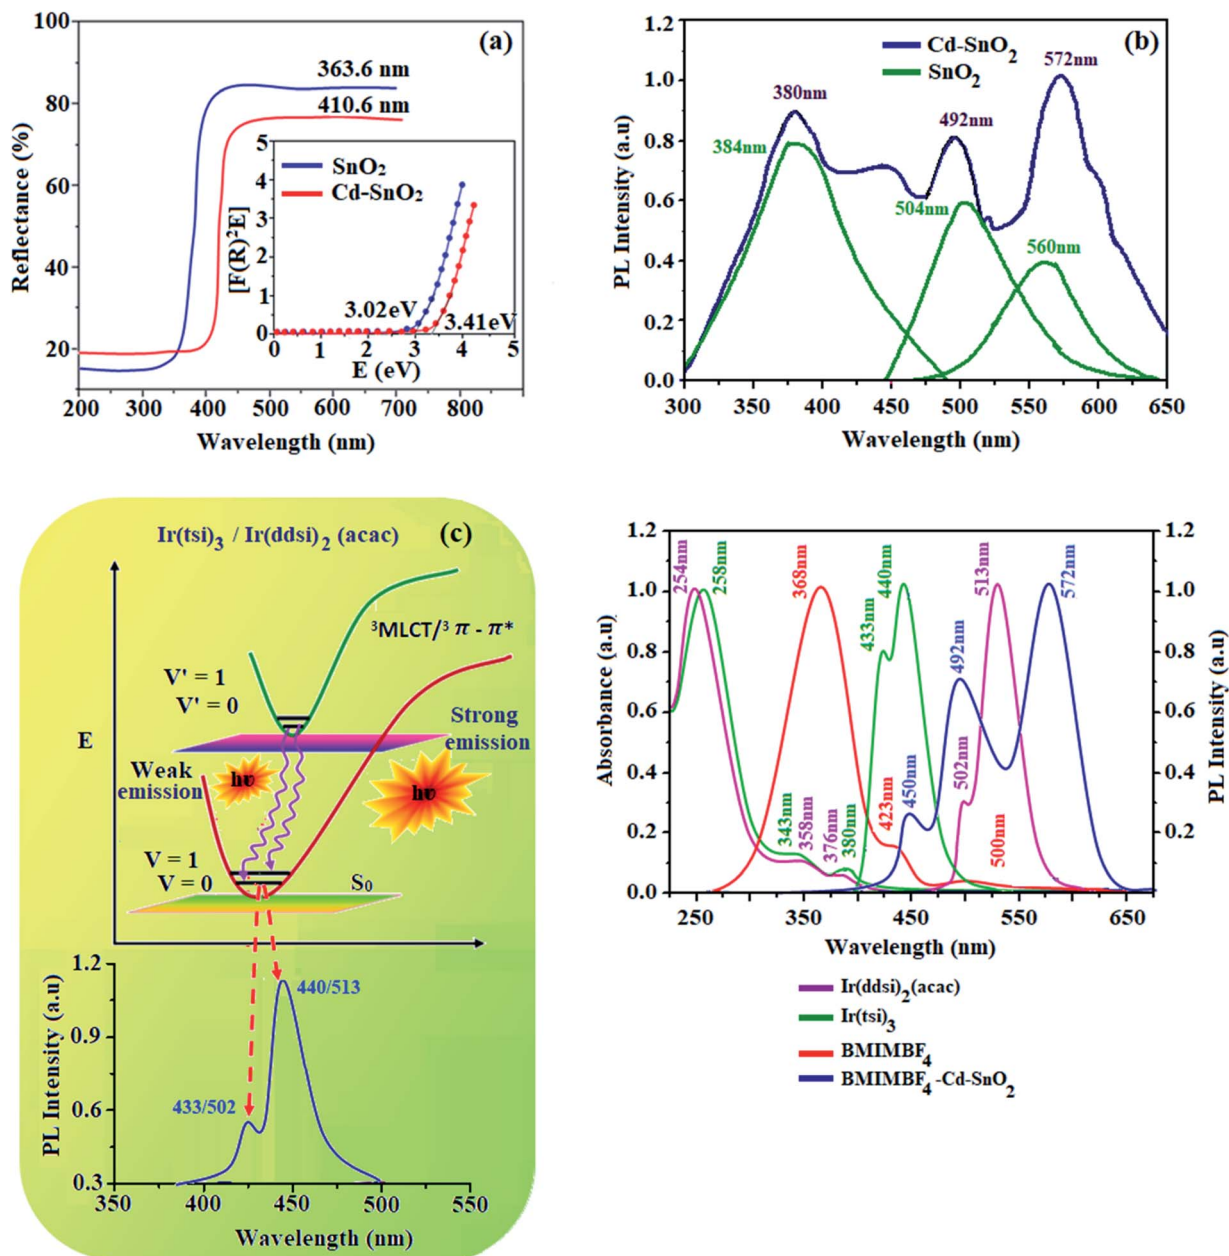 (a)
100
80
60
40
20
Reflectance (%)
363.6 nm
410.6 nm
5
4
3
2
1
0
[F(R)²E]
SnO₂
Cd-SnO₂
3.02eV
3.41eV
0 1 2 3 4 5
E (eV)
200 300 400 500 600 700 800
Wavelength (nm)
(b)
1.2
1.0
0.8
0.6
0.4
0.2
0.0
PL Intensity (a.u)
Cd-SnO₂
SnO₂
380nm
384nm
492nm
504nm
572nm
560nm
300 350 400 450 500 550 600 650
Wavelength (nm)
Ir(tsi)₃ / Ir(ddsi)₂ (acac)
(c)
³MLCT/³ π - π*
V' = 1
V' = 0
E
Strong
emission
Weak
emission
hυ
hυ
V = 1
V = 0
S₀
1.2
0.9
0.6
0.3
PL Intensity (a.u)
440/513
433/502
350 400 450 500 550
Wavelength (nm)
1.2
1.0
0.8
0.6
0.4
0.2
0.0
Absorbance (a.u)
254nm
258nm
368nm
433nm
440nm
513nm
572nm
492nm
502nm
450nm
423nm
343nm
358nm
376nm
380nm
500nm
1.2
1.0
0.8
0.6
0.4
0.2
PL Intensity (a.u)
250 350 450 550 650
Wavelength (nm)
Ir(ddsi)₂(acac)
Ir(tsi)₃
BMIMBF₄
BMIMBF₄-Cd-SnO₂